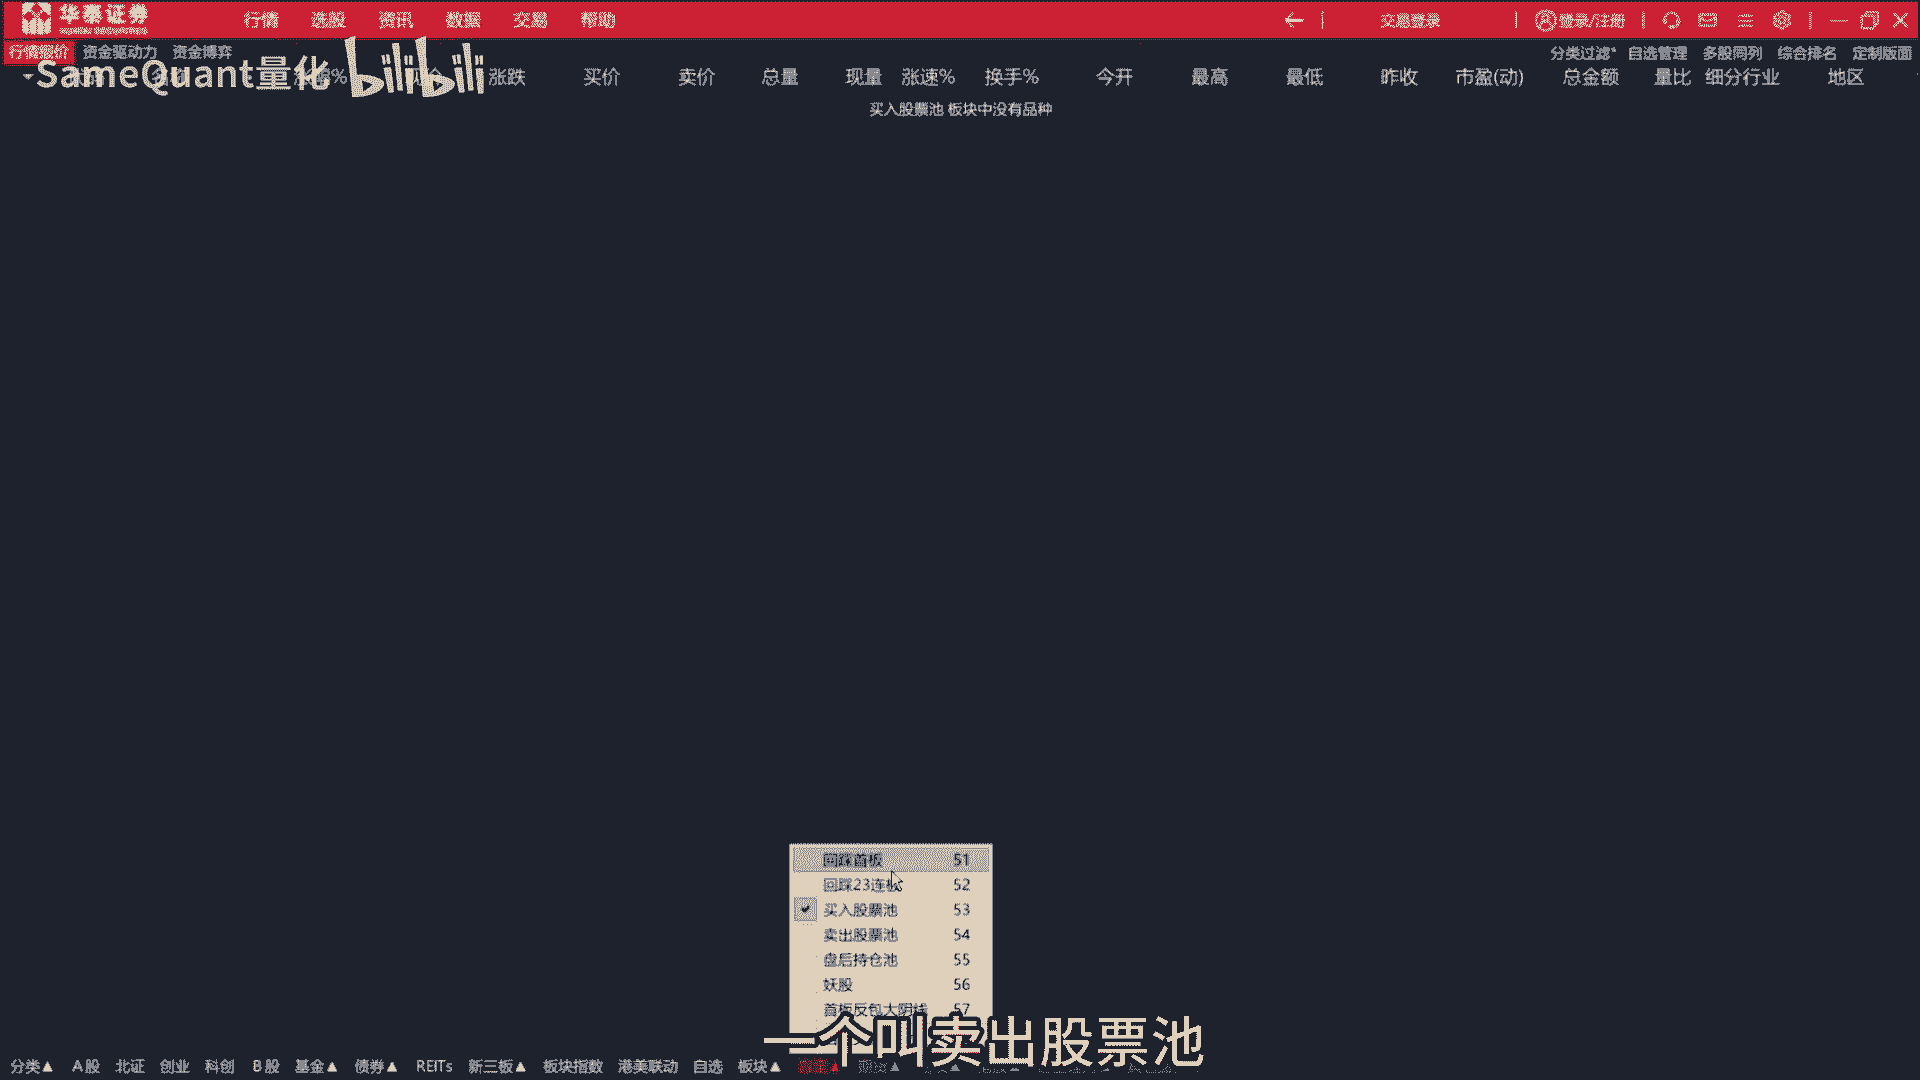 华泰证券 行情 选股 资讯 数据 交易 帮助 交易登录 登录/注册
行情报价 资金驱动力 资金博弈 分类过滤* 自选管理 多股同列 综合排名 定制版面
SameQuant量化 bilibili 涨跌 买价 卖价 总量 现量 涨速% 换手% 今开 最高 最低 昨收 市盈(动) 总金额 量比 细分行业 地区
买入股票池 板块中没有品种
回踩首板 51
回踩23连板 52
买入股票池 53
卖出股票池 54
盘后持仓池 55
妖股 56
首板反包大阴线 57
一个叫卖出股票池
分类▲ A股 北证 创业 科创 B股 基金▲ 债券▲ REITs 新三板▲ 板块指数 港美联动 自选 板块▲